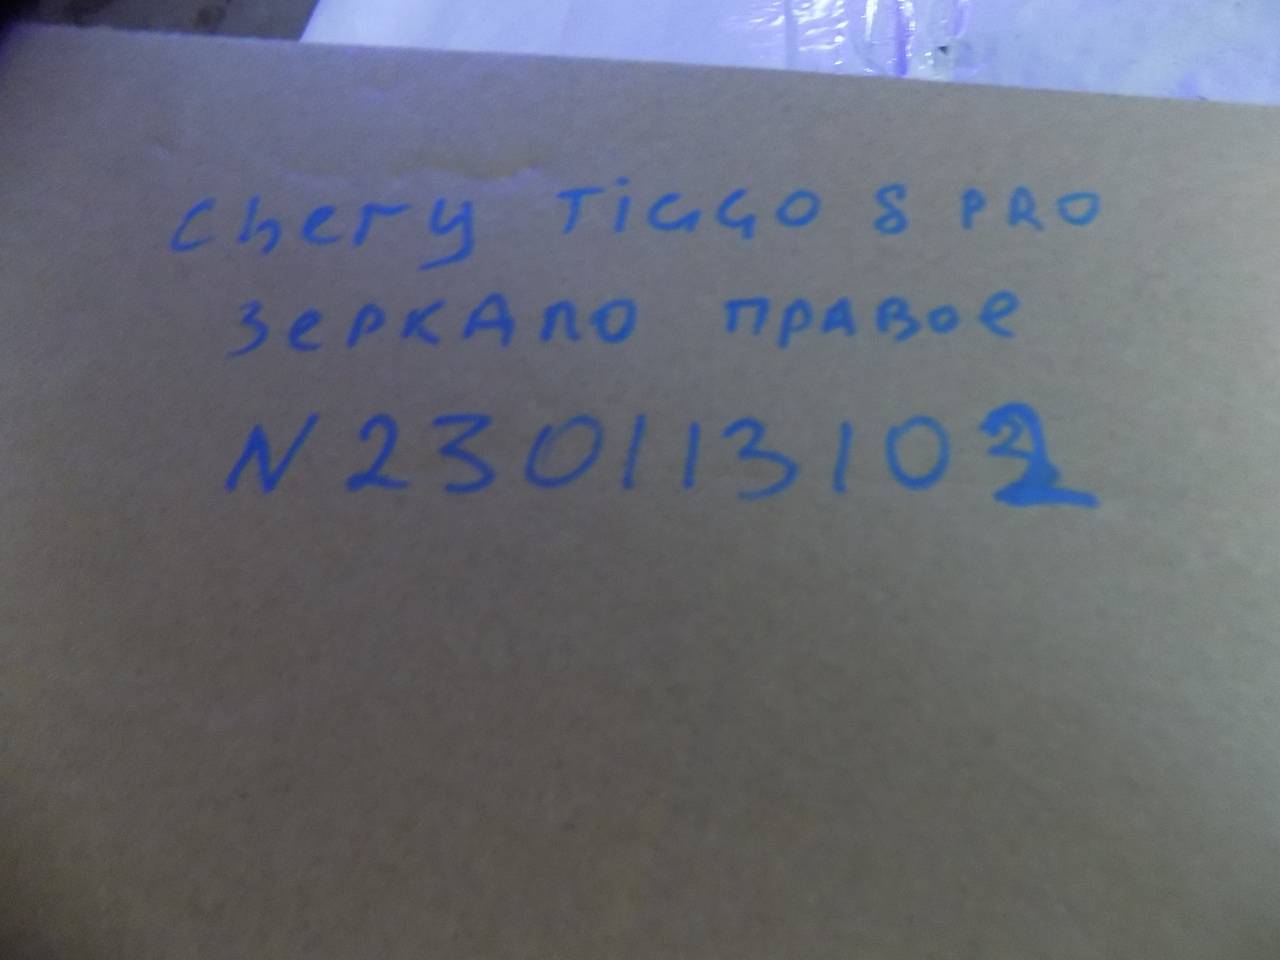 Chery TiGGO 8 PRO
зеркАло прАвое
N230113102